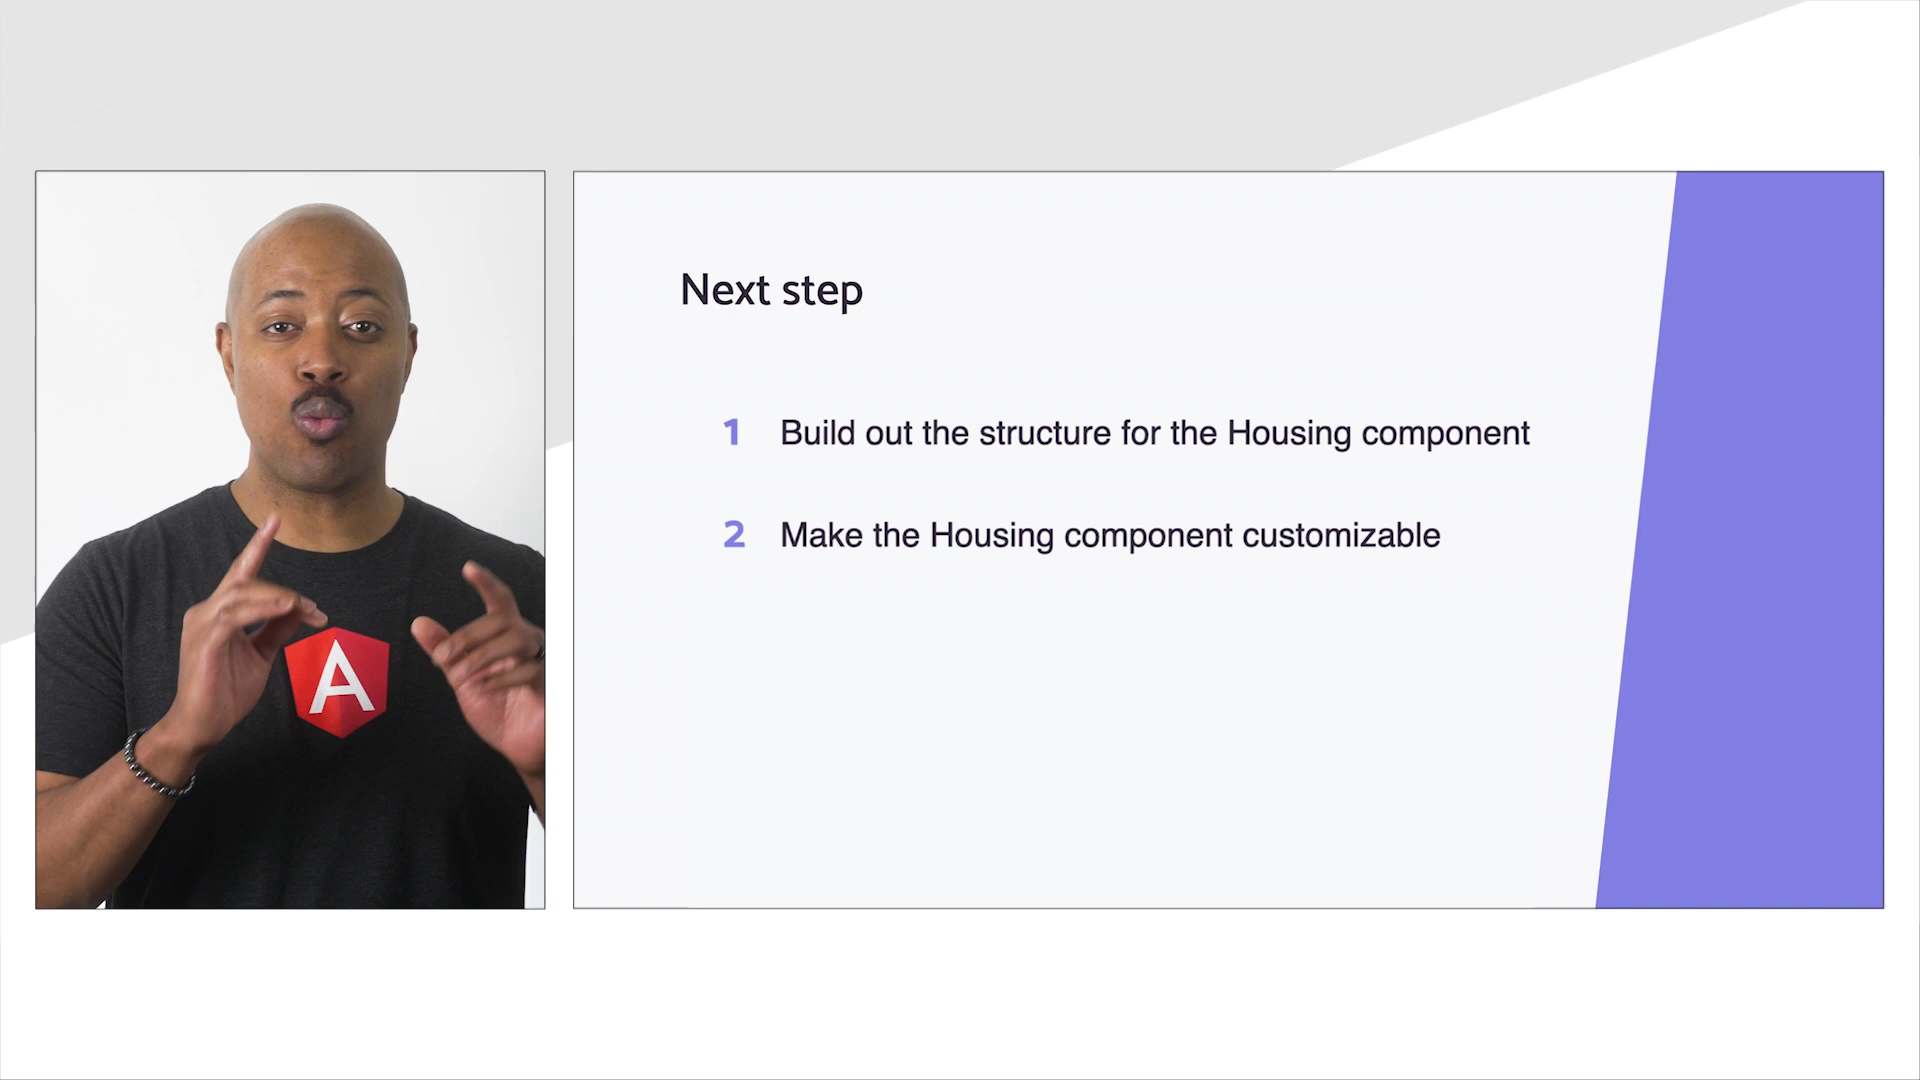 A
Next step
1 Build out the structure for the Housing component
2 Make the Housing component customizable